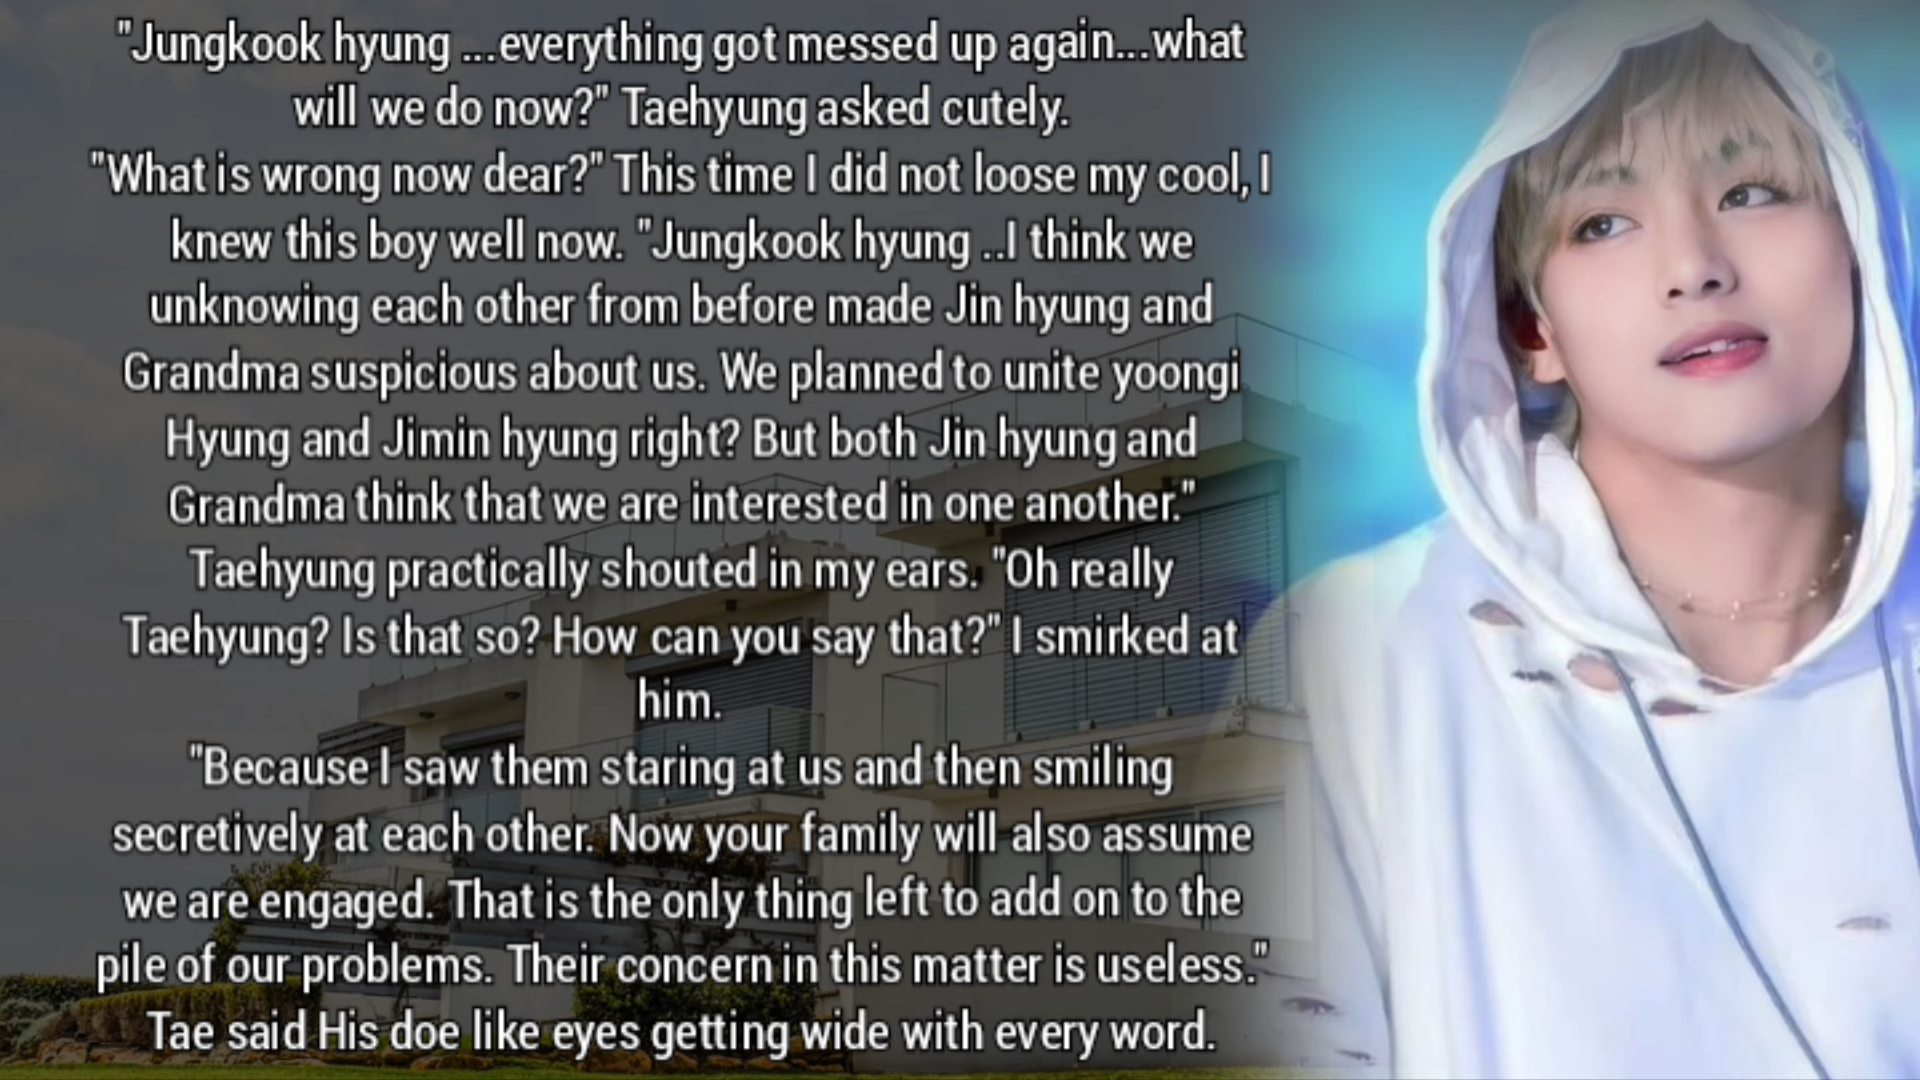 "Jungkook hyung ...everything got messed up again...what
will we do now?" Taehyung asked cutely.
"What is wrong now dear?" This time I did not loose my cool, I
knew this boy well now. "Jungkook hyung ..I think we
unknowing each other from before made Jin hyung and
Grandma suspicious about us. We planned to unite yoongi
Hyung and Jimin hyung right? But both Jin hyung and
Grandma think that we are interested in one another."
Taehyung practically shouted in my ears. "Oh really
Taehyung? Is that so? How can you say that?" I smirked at
him.
"Because I saw them staring at us and then smiling
secretively at each other. Now your family will also assume
we are engaged. That is the only thing left to add on to the
pile of our problems. Their concern in this matter is useless."
Tae said His doe like eyes getting wide with every word.